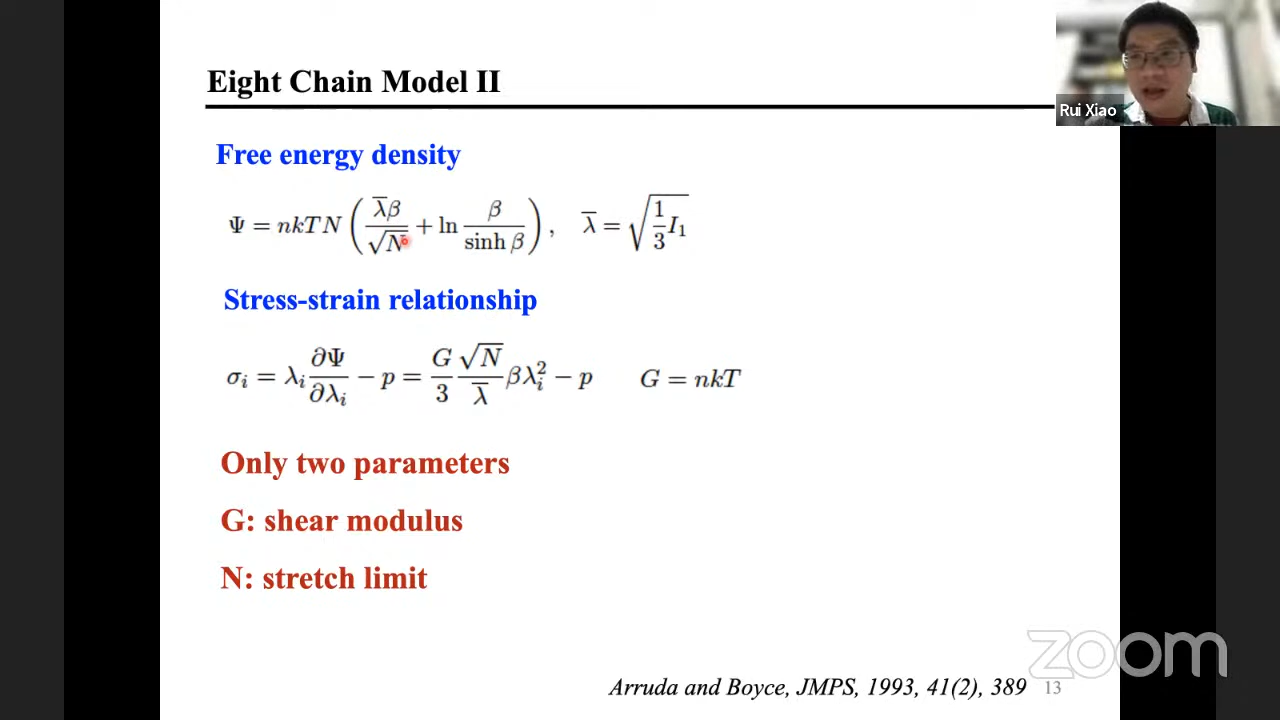 Eight Chain Model II
Rui Xiao
Free energy density
Ψ = nkTN ( λ̅β / √N + ln β / sinh β ) , λ̅ = √(1/3 I₁)
Stress-strain relationship
σᵢ = λᵢ ∂Ψ/∂λᵢ − p = G/3 √N/λ̅ βλᵢ² − p G = nkT
Only two parameters
G: shear modulus
N: stretch limit
zoom
Arruda and Boyce, JMPS, 1993, 41(2), 389 13